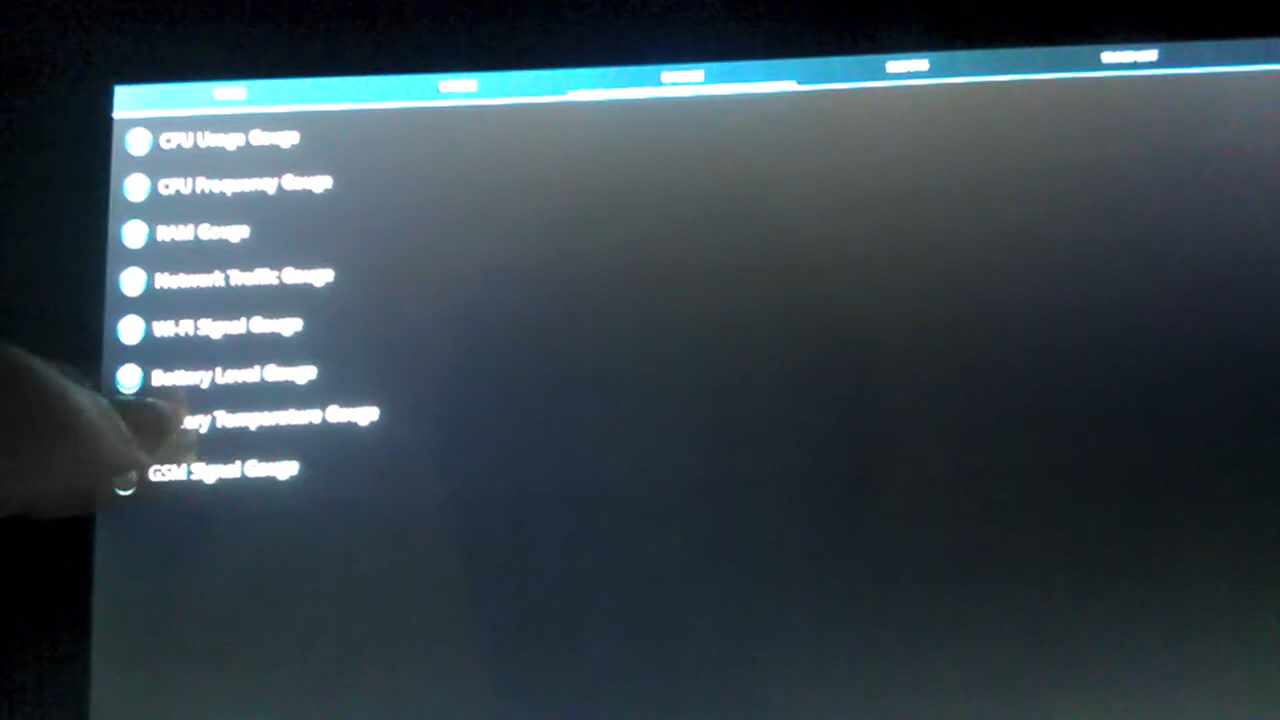 CPU Usage Gauge
CPU Frequency Gauge
RAM Gauge
Network Traffic Gauge
Wi-Fi Signal Gauge
Battery Level Gauge
ery Temperature Gauge
GSM Signal Gauge